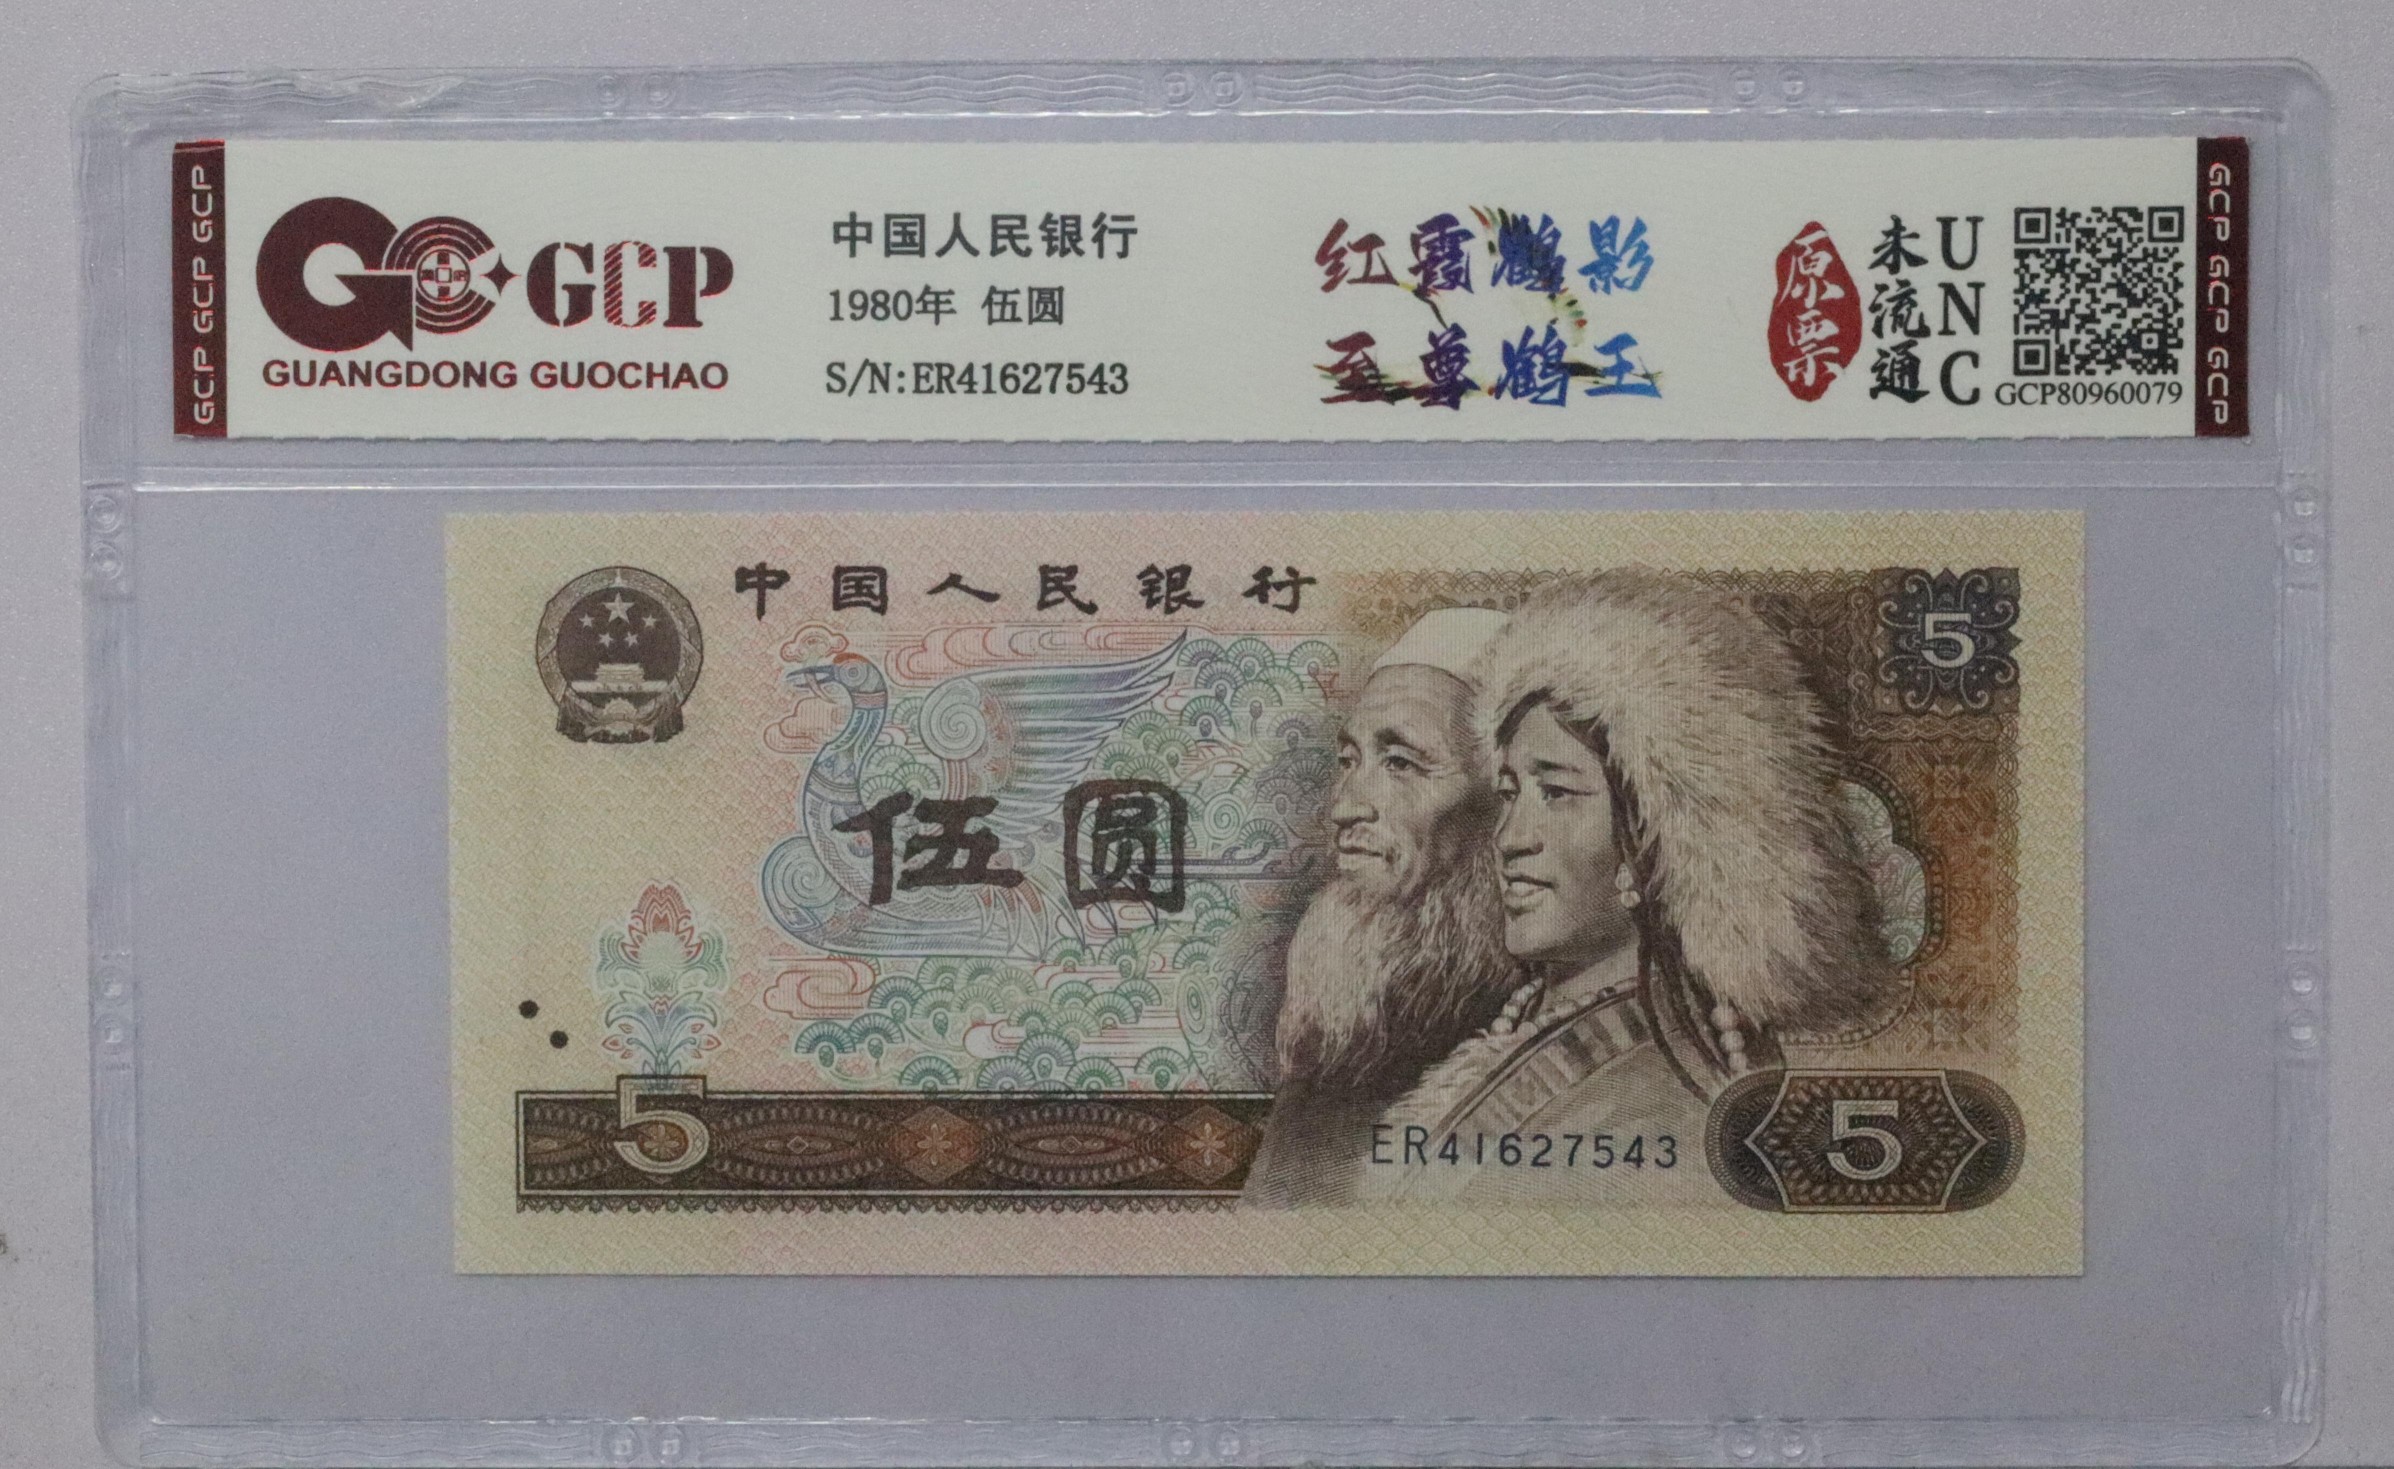 GCP GCP GCP
GCP
GUANGDONG GUOCHAO
中国人民银行
1980年 伍圆
S/N:ER41627543
红霞鹤影
至尊鹤王
原票
未流通
UNC
GCP80960079
GCP GCP GCP
中国人民银行
5
伍圆
5
ER41627543
5